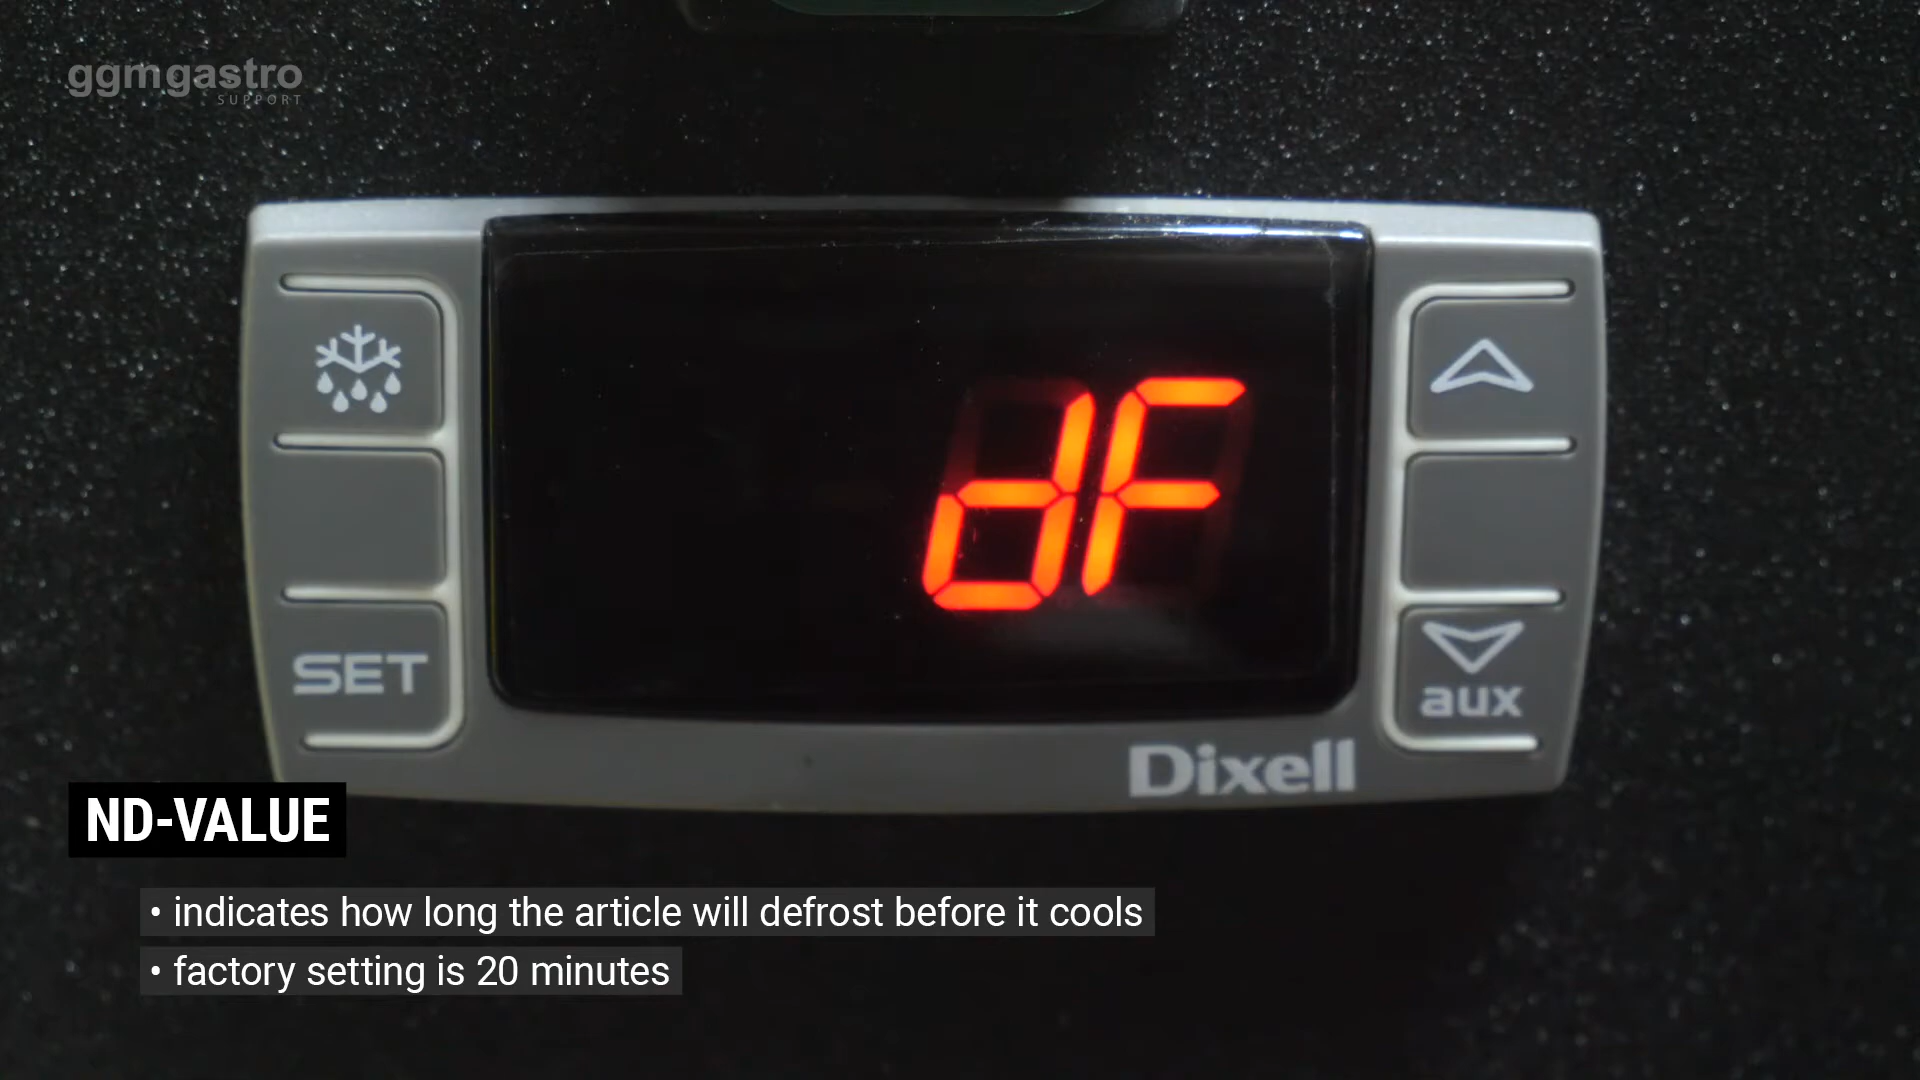 ggmgastro
SUPPORT
dF
SET
aux
Dixell
ND-VALUE
• indicates how long the article will defrost before it cools
• factory setting is 20 minutes